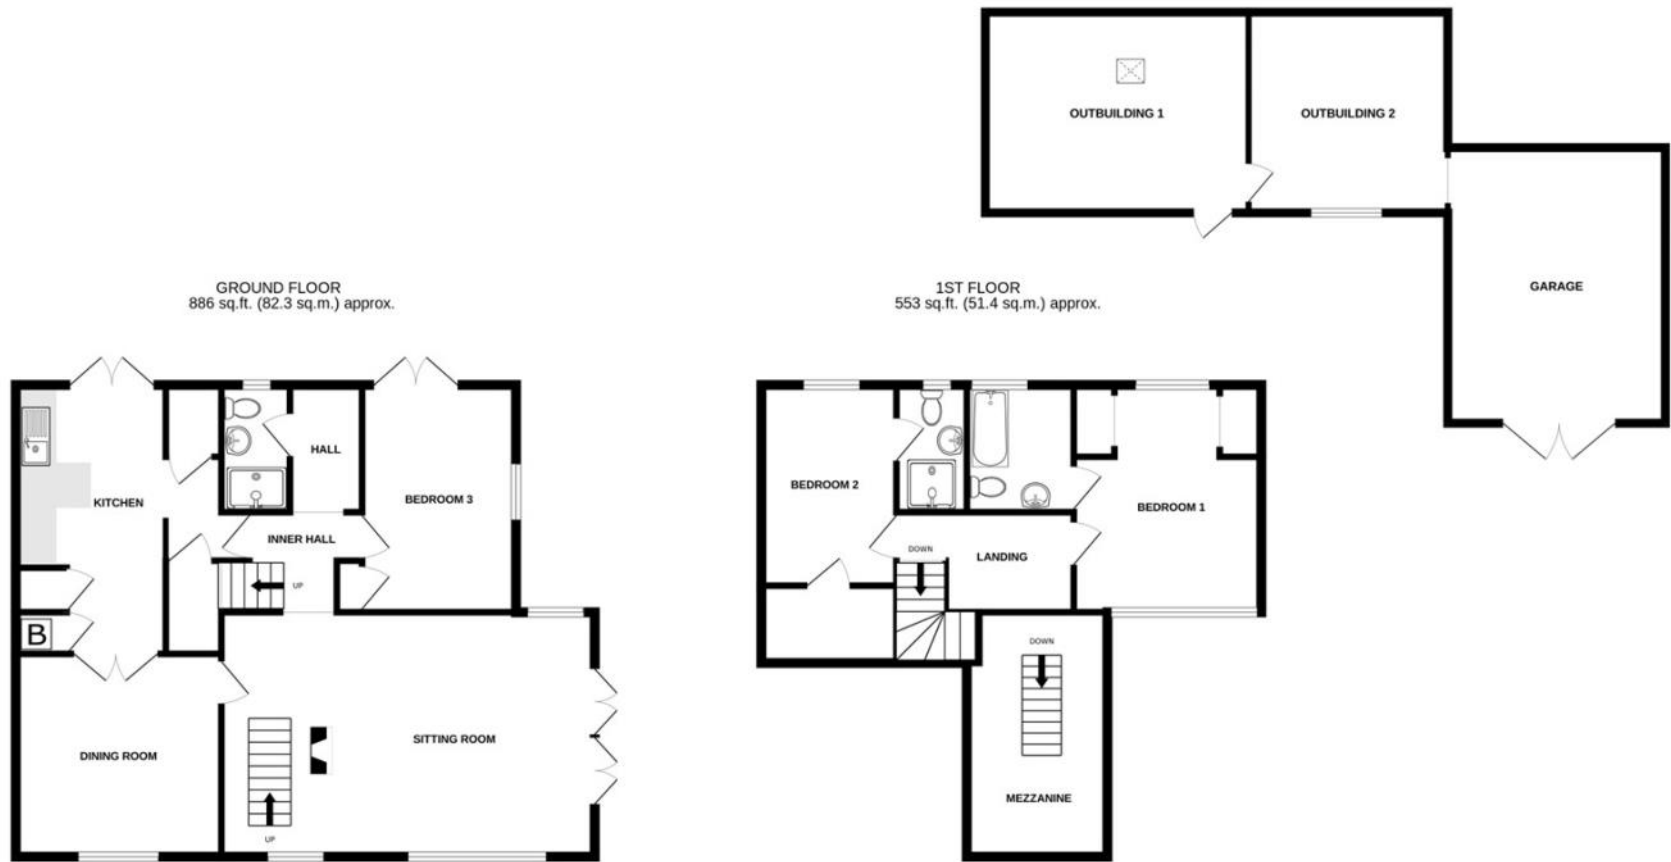 OUTBUILDING 1
OUTBUILDING 2
GARAGE
GROUND FLOOR
886 sq.ft. (82.3 sq.m.) approx.
KITCHEN
HALL
BEDROOM 3
INNER HALL
UP
B
DINING ROOM
SITTING ROOM
UP
1ST FLOOR
553 sq.ft. (51.4 sq.m.) approx.
BEDROOM 2
BEDROOM 1
DOWN
LANDING
DOWN
MEZZANINE